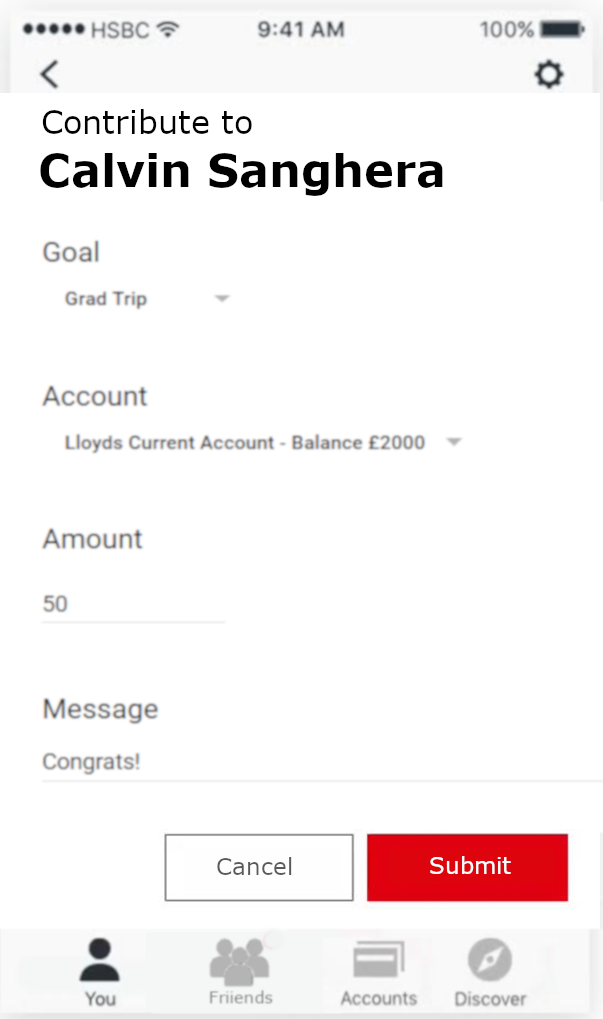 HSBC 9:41 AM 100%
Contribute to
Calvin Sanghera
Goal
Grad Trip
Account
Lloyds Current Account - Balance £2000
Amount
50
Message
Congrats!
Cancel Submit
You Friiends Accounts Discover